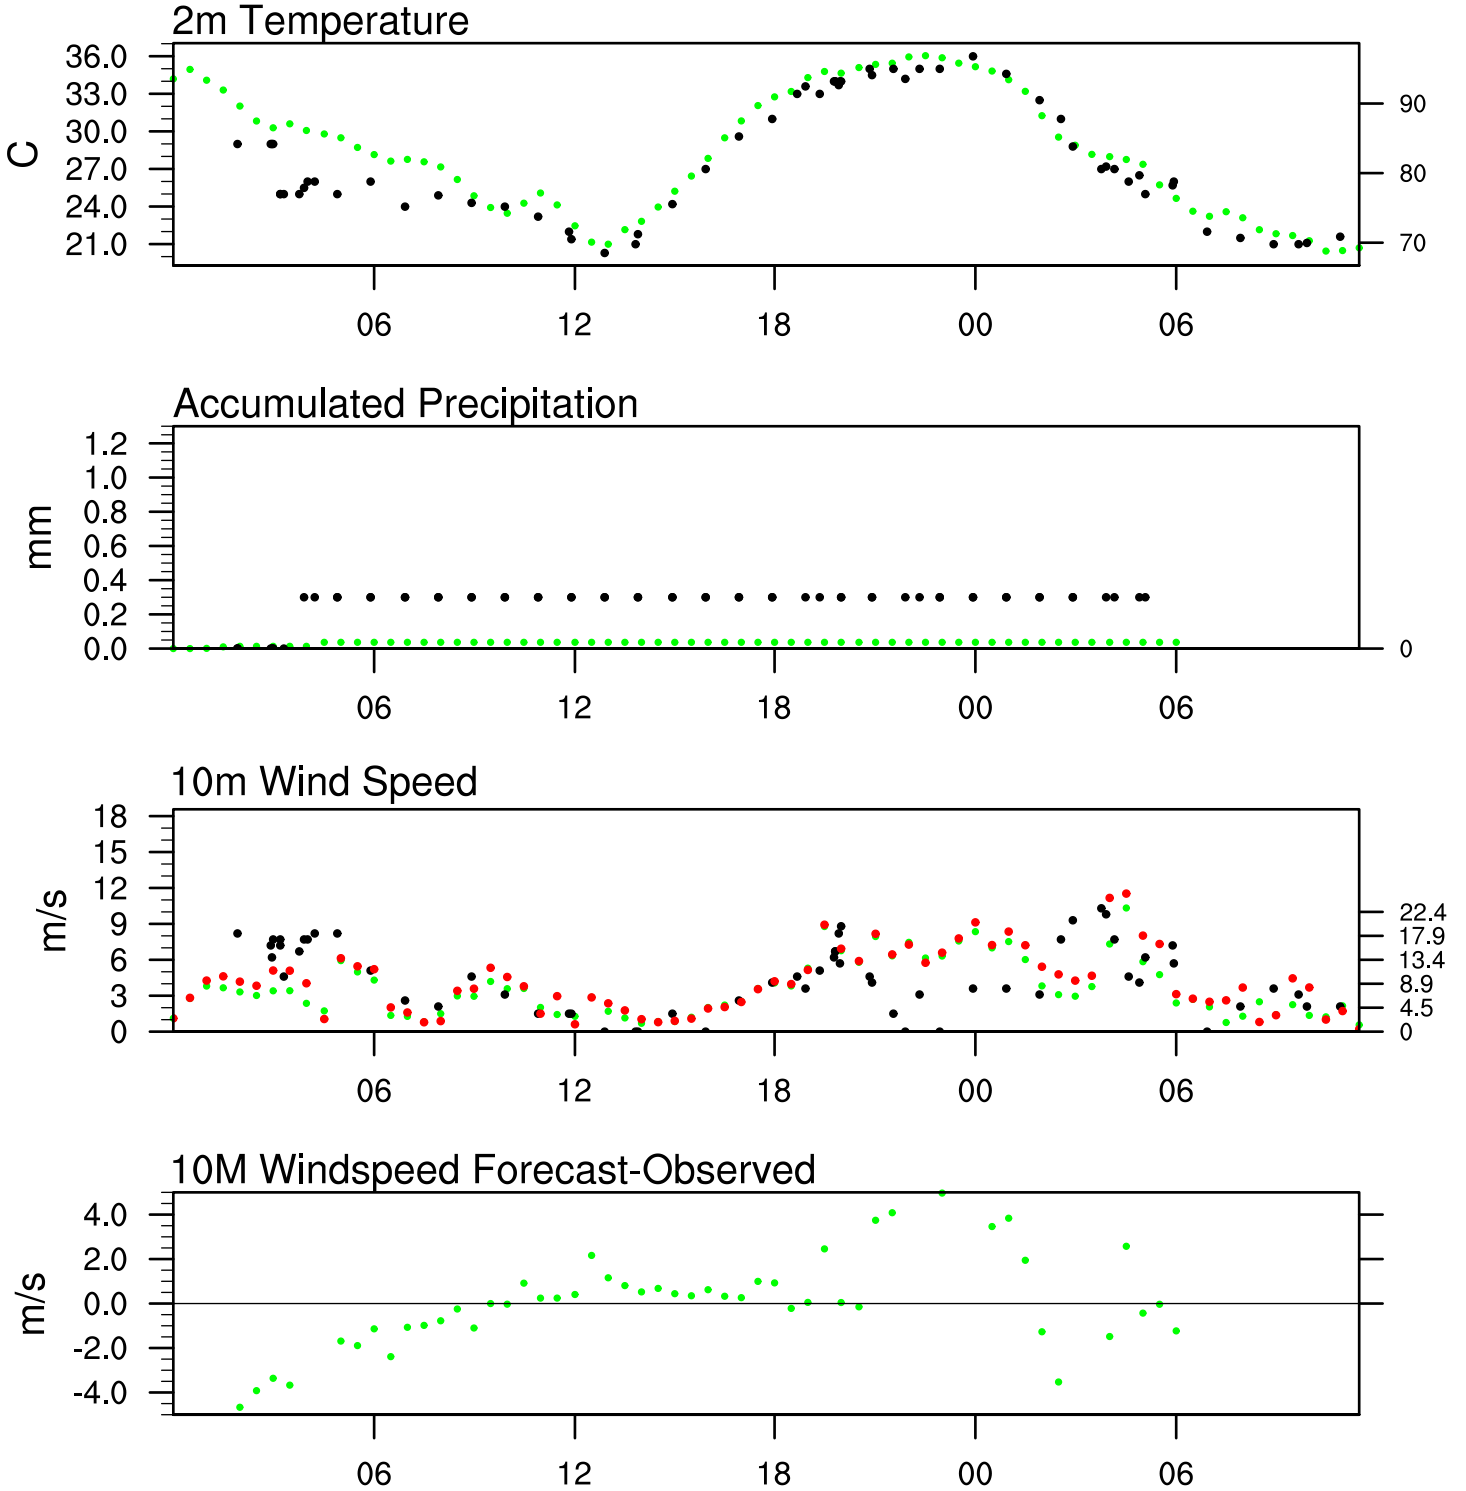 2m Temperature
36.0
33.0
30.0
27.0
24.0
21.0
C
90
80
70
06 12 18 00 06
Accumulated Precipitation
1.2
1.0
0.8
0.6
0.4
0.2
0.0
mm
0
06 12 18 00 06
10m Wind Speed
18
15
12
9
6
3
0
m/s
22.4
17.9
13.4
8.9
4.5
0
06 12 18 00 06
10M Windspeed Forecast-Observed
4.0
2.0
0.0
-2.0
-4.0
m/s
06 12 18 00 06